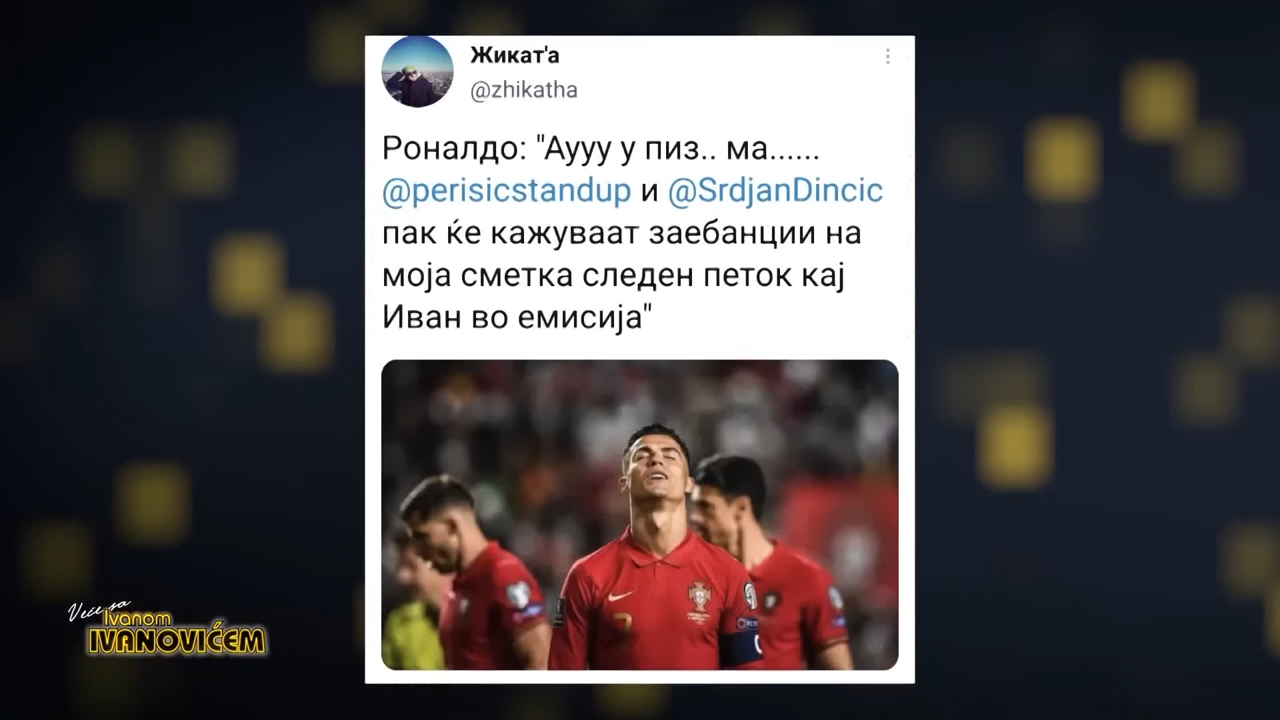 Жикат'а
@zhikatha
Роналдо: "Аууу у пиз.. ма......
@perisicstandup и @SrdjanDincic
пак ќе кажуваат заебанции на
моја сметка следен петок кај
Иван во емисија"
Veče sa
Ivanom
IVANOVIĆEM